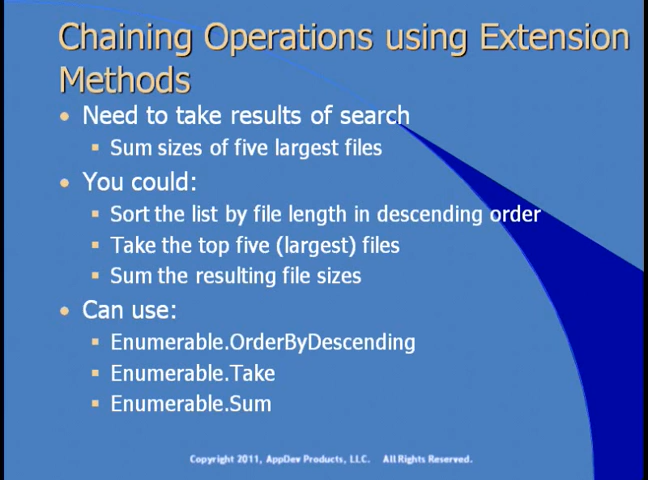 Chaining Operations using Extension
Methods
• Need to take results of search
▪ Sum sizes of five largest files
• You could:
▪ Sort the list by file length in descending order
▪ Take the top five (largest) files
▪ Sum the resulting file sizes
• Can use:
▪ Enumerable.OrderByDescending
▪ Enumerable.Take
▪ Enumerable.Sum
Copyright 2011, AppDev Products, LLC. All Rights Reserved.